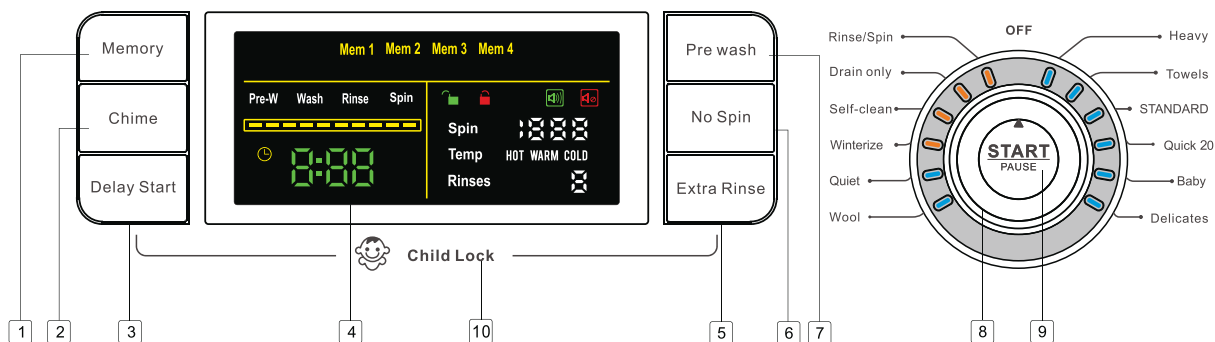 Memory
Chime
Delay Start
Mem 1 Mem 2 Mem 3 Mem 4
Pre-W Wash Rinse Spin
8:88
Spin 1888
Temp HOT WARM COLD
Rinses 8
Pre wash
No Spin
Extra Rinse
Child Lock
OFF
Rinse/Spin
Drain only
Self-clean
Winterize
Quiet
Wool
Heavy
Towels
STANDARD
Quick 20
Baby
Delicates
START
PAUSE
1 2 3 4 10 5 6 7 8 9